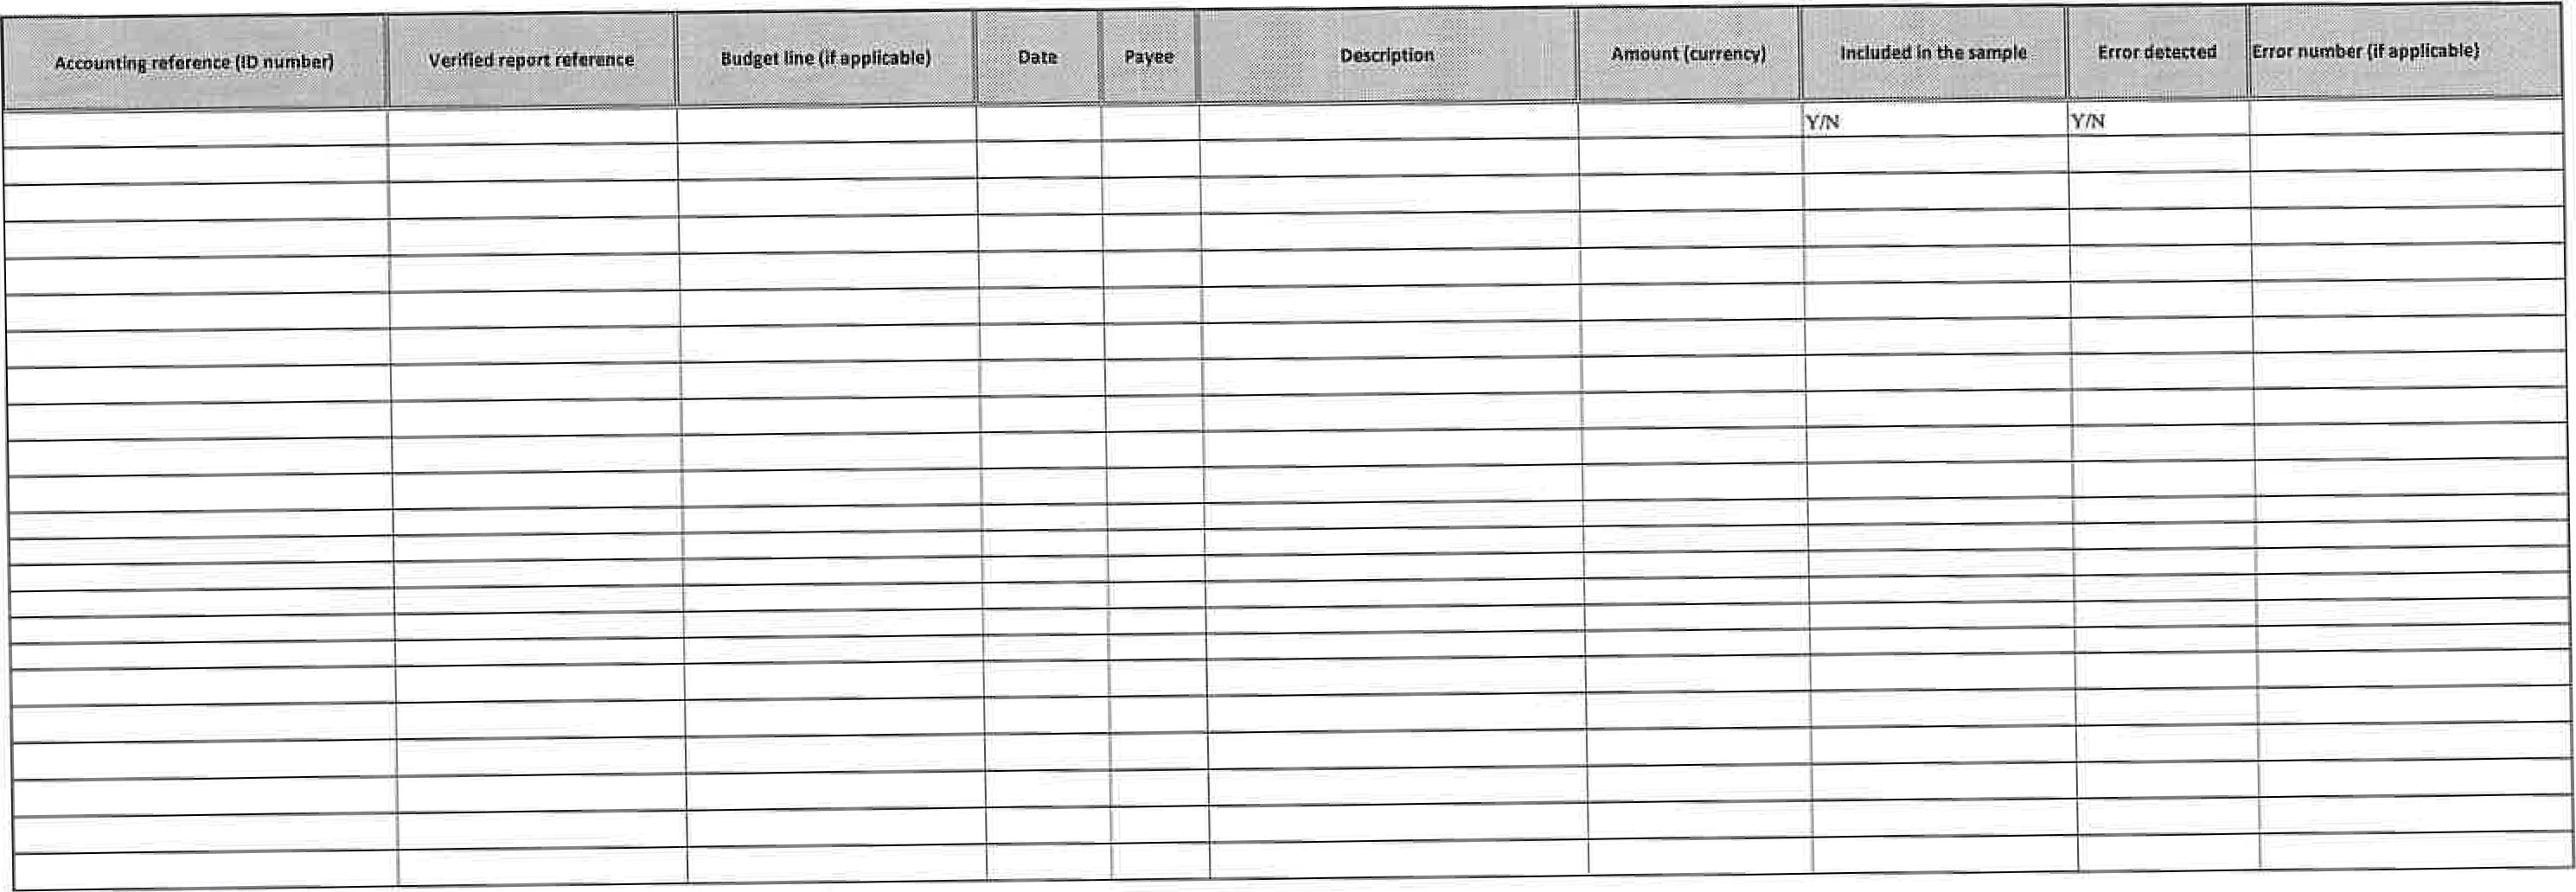 Accounting reference (ID number) Verified report reference Budget line (if applicable) Date Payee Description Amount (currency) Included in the sample Error detected Error number (if applicable)
Y/N Y/N